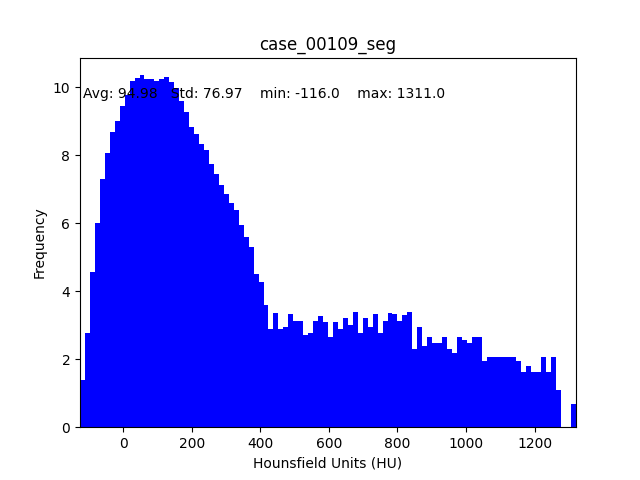 case_00109_seg
Avg: 94.98   Std: 76.97    min: -116.0    max: 1311.0
10
8
6
4
2
0
Frequency
0 200 400 600 800 1000 1200
Hounsfield Units (HU)